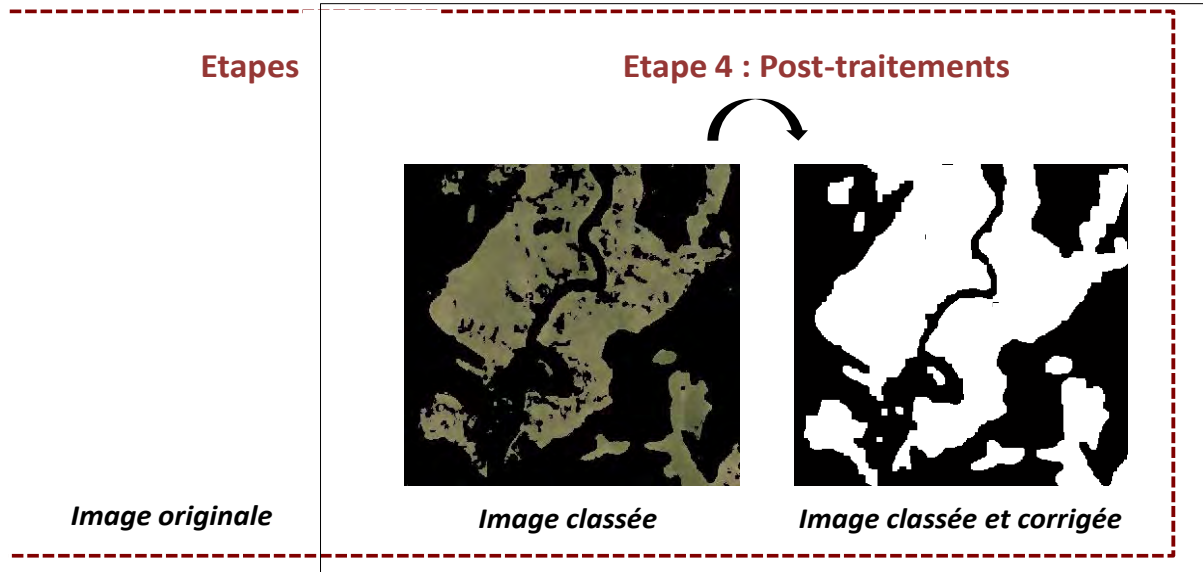 Etapes
Etape 4 : Post-traitements
Image originale
Image classée
Image classée et corrigée